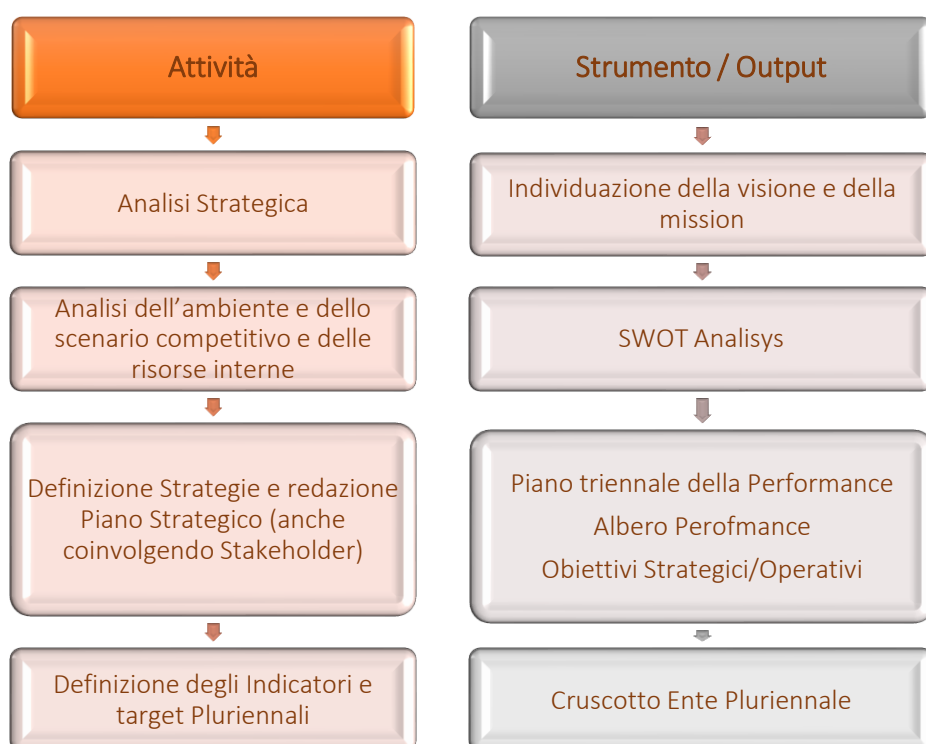 Attività
Analisi Strategica
Analisi dell’ambiente e dello
scenario competitivo e delle
risorse interne
Definizione Strategie e redazione
Piano Strategico (anche
coinvolgendo Stakeholder)
Definizione degli Indicatori e
target Pluriennali
Strumento / Output
Individuazione della visione e della
mission
SWOT Analisys
Piano triennale della Performance
Albero Perofmance
Obiettivi Strategici/Operativi
Cruscotto Ente Pluriennale